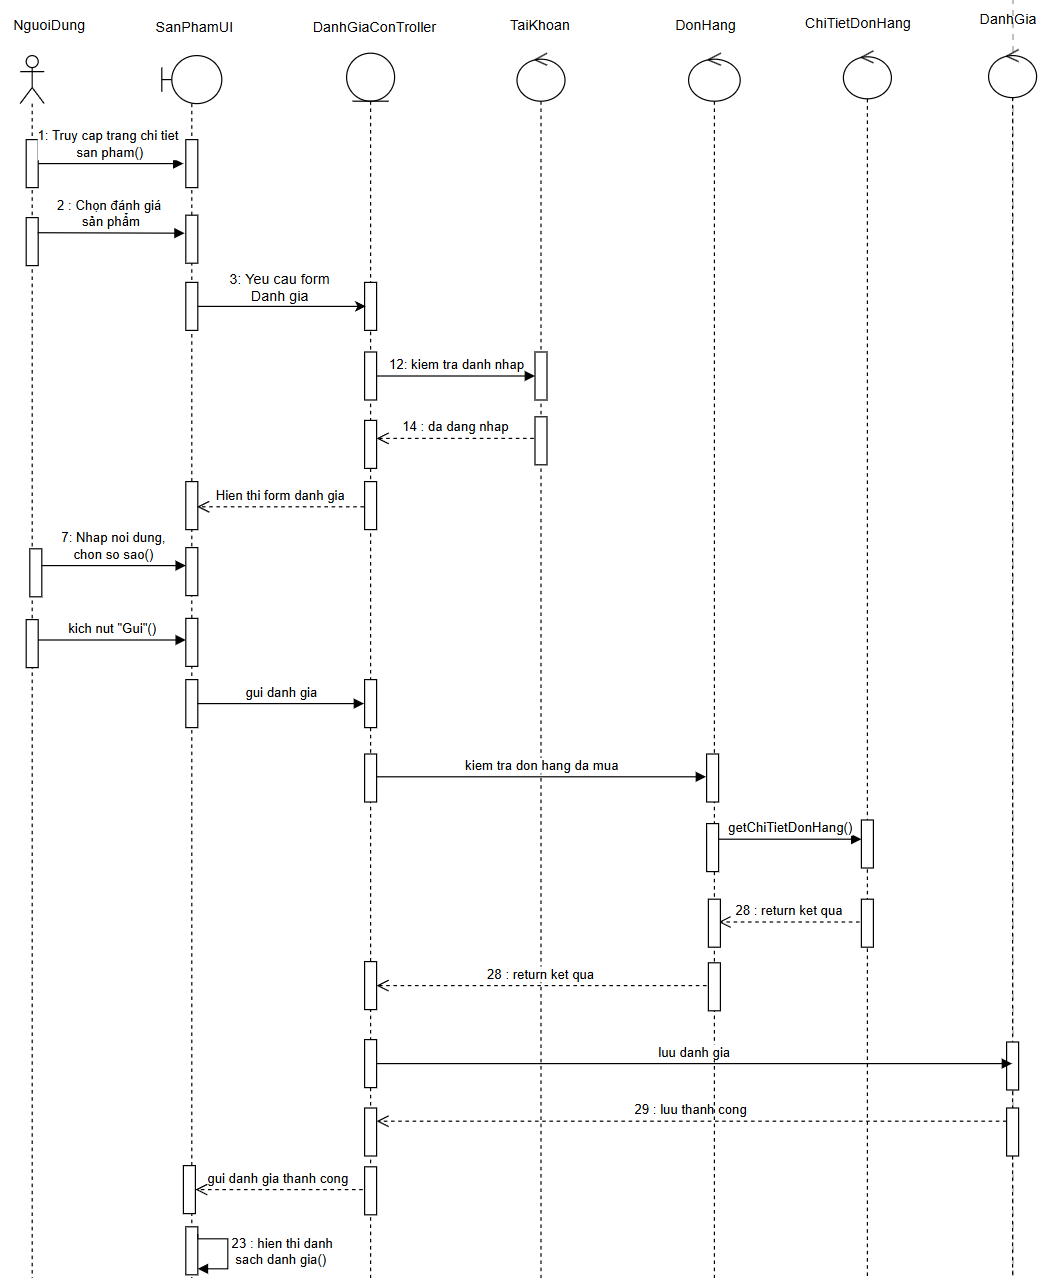 NguoiDung
SanPhamUI
DanhGiaConTroller
TaiKhoan
DonHang
ChiTietDonHang
DanhGia
1: Truy cap trang chi tiet
san pham()
2 : Chọn đánh giá
sản phẩm
3: Yeu cau form
Danh gia
12: kiem tra danh nhap
14 : da dang nhap
Hien thi form danh gia
7: Nhap noi dung,
chon so sao()
kich nut "Gui"()
gui danh gia
kiem tra don hang da mua
getChiTietDonHang()
28 : return ket qua
28 : return ket qua
luu danh gia
29 : luu thanh cong
gui danh gia thanh cong
23 : hien thi danh
sach danh gia()